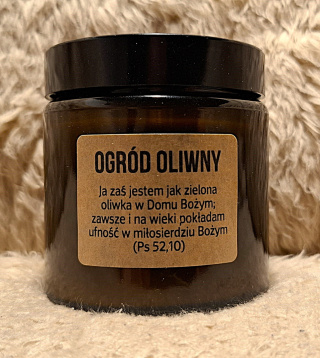 OGRÓD OLIWNY
Ja zaś jestem jak zielona
oliwka w Domu Bożym;
zawsze i na wieki pokładam
ufność w miłosierdziu Bożym
(Ps 52,10)